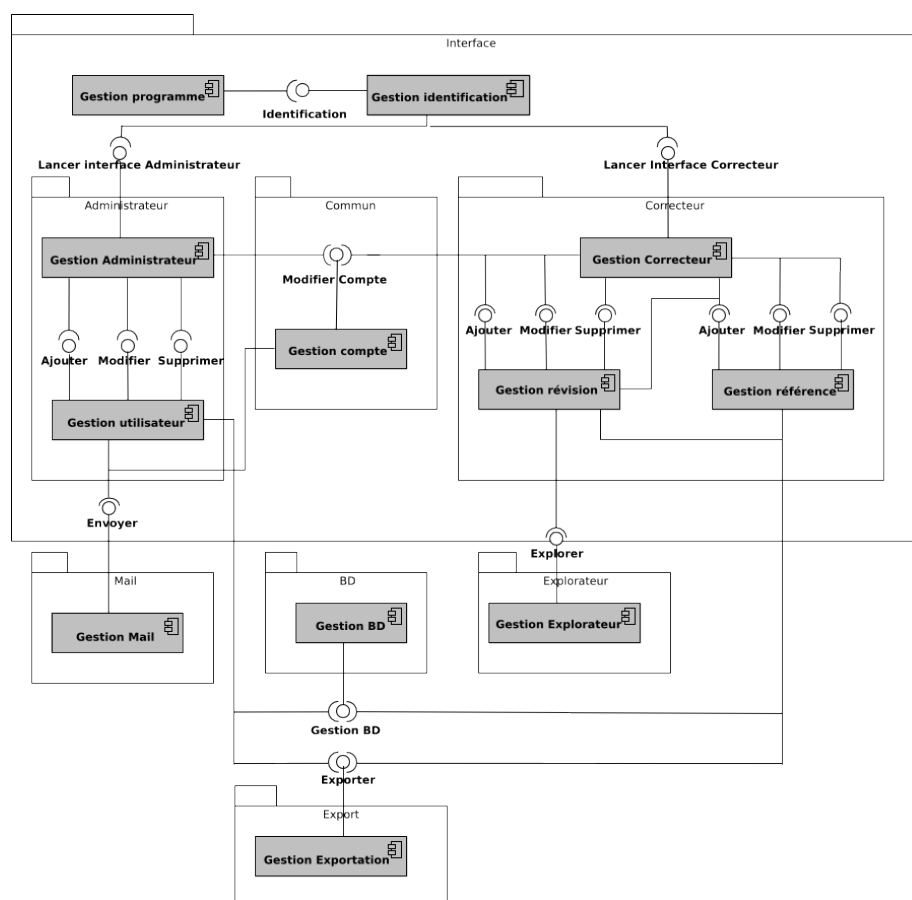 Interface
Gestion programme
Gestion identification
Identification
Lancer interface Administrateur
Lancer Interface Correcteur
Administrateur
Commun
Correcteur
Gestion Administrateur
Gestion Correcteur
Modifier Compte
Ajouter
Modifier
Supprimer
Ajouter
Modifier
Supprimer
Gestion compte
Ajouter
Modifier
Supprimer
Gestion révision
Gestion référence
Gestion utilisateur
Envoyer
Explorer
Mail
BD
Explorateur
Gestion Mail
Gestion BD
Gestion Explorateur
Gestion BD
Exporter
Export
Gestion Exportation